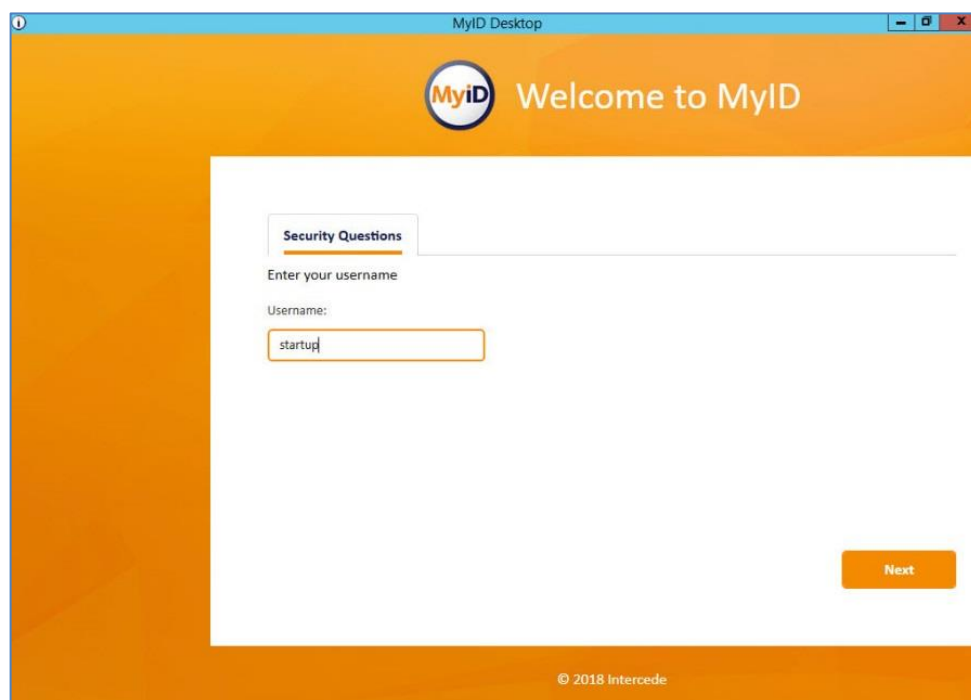 MyID Desktop
MyiD Welcome to MyID
Security Questions
Enter your username
Username:
startup
Next
© 2018 Intercede